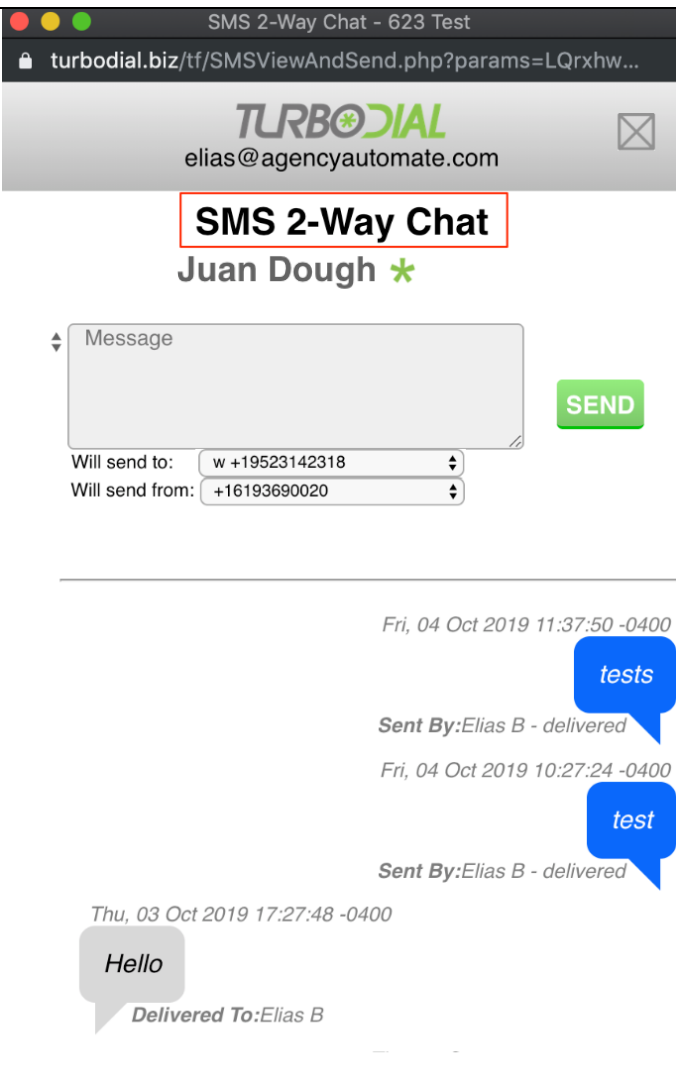 SMS 2-Way Chat - 623 Test
turbodial.biz/tf/SMSViewAndSend.php?params=LQrxhw...
TURBODIAL
elias@agencyautomate.com
SMS 2-Way Chat
Juan Dough *
Message
SEND
Will send to: w +19523142318
Will send from: +16193690020
Fri, 04 Oct 2019 11:37:50 -0400
tests
Sent By:Elias B - delivered
Fri, 04 Oct 2019 10:27:24 -0400
test
Sent By:Elias B - delivered
Thu, 03 Oct 2019 17:27:48 -0400
Hello
Delivered To:Elias B